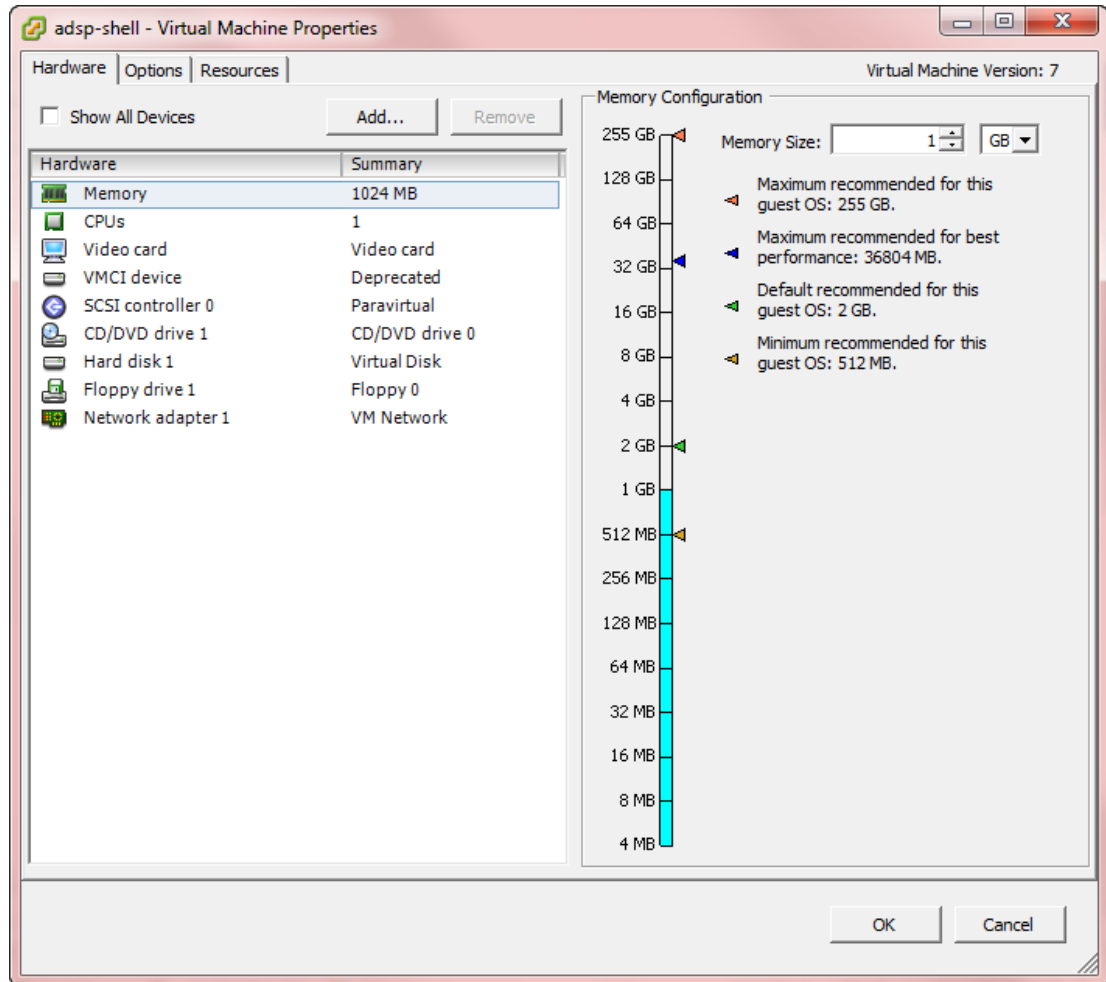 adsp-shell - Virtual Machine Properties
Hardware Options Resources
Virtual Machine Version: 7
Show All Devices
Add...
Remove
Hardware Summary
Memory 1024 MB
CPUs 1
Video card Video card
VMCI device Deprecated
SCSI controller 0 Paravirtual
CD/DVD drive 1 CD/DVD drive 0
Hard disk 1 Virtual Disk
Floppy drive 1 Floppy 0
Network adapter 1 VM Network
Memory Configuration
255 GB
128 GB
64 GB
32 GB
16 GB
8 GB
4 GB
2 GB
1 GB
512 MB
256 MB
128 MB
64 MB
32 MB
16 MB
8 MB
4 MB
Memory Size: 1 GB
Maximum recommended for this
guest OS: 255 GB.
Maximum recommended for best
performance: 36804 MB.
Default recommended for this
guest OS: 2 GB.
Minimum recommended for this
guest OS: 512 MB.
OK
Cancel